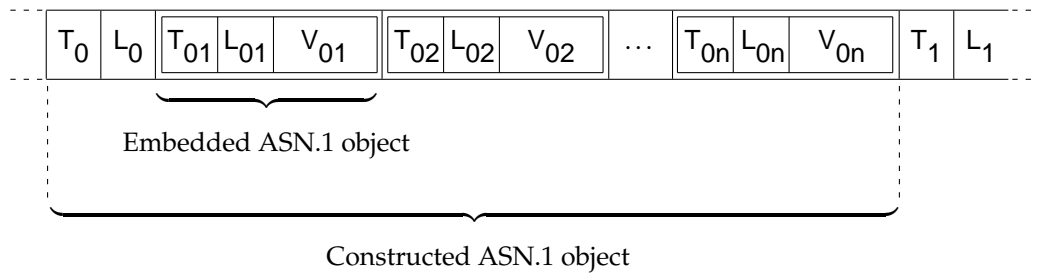 T0 L0 T01 L01 V01 T02 L02 V02 ... T0n L0n V0n T1 L1
Embedded ASN.1 object
Constructed ASN.1 object